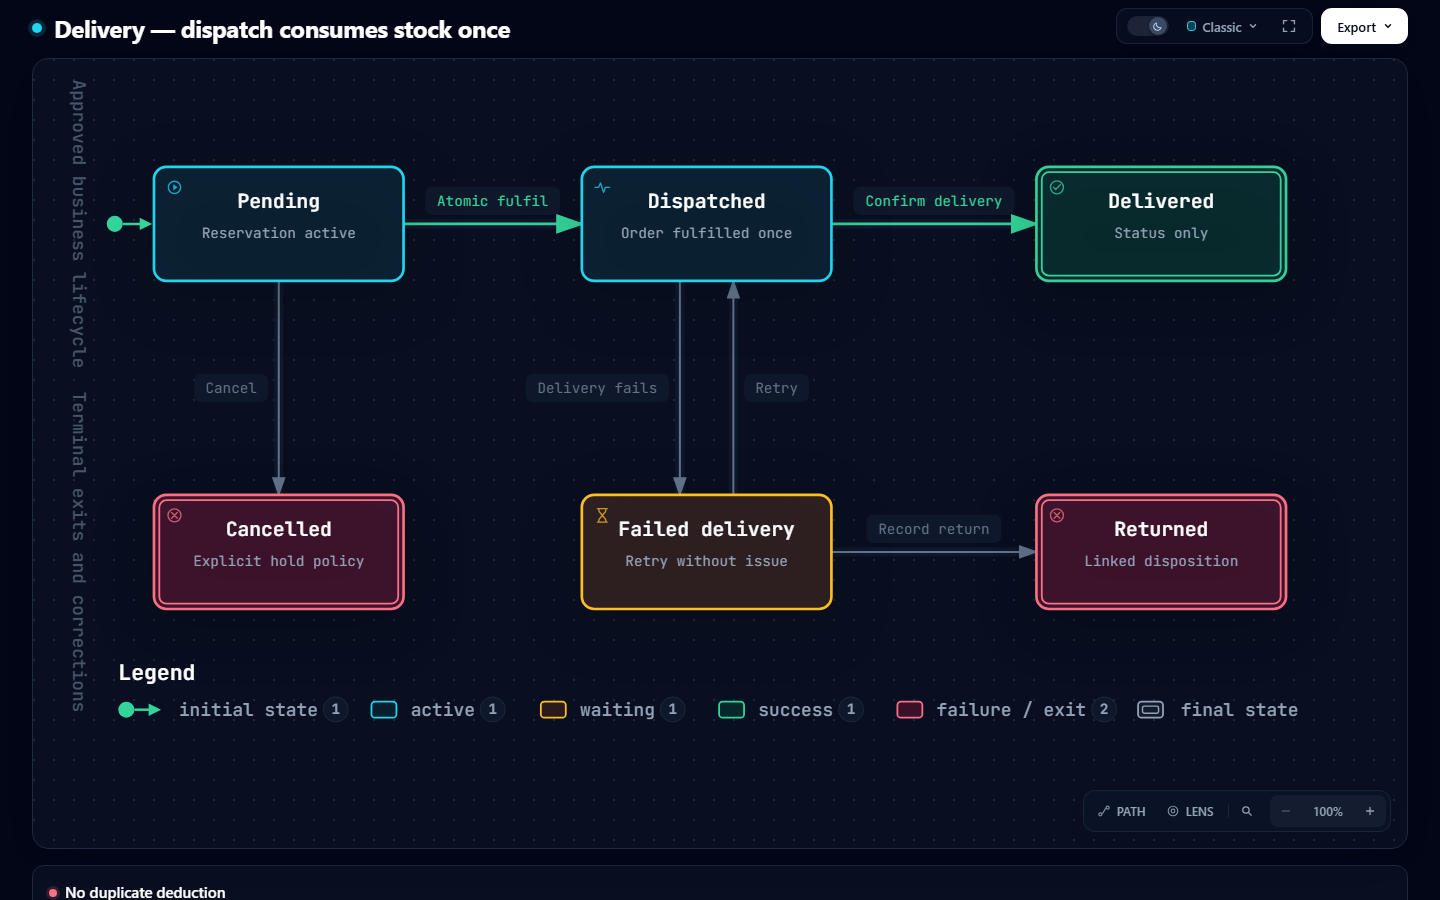 Delivery — dispatch consumes stock once
Classic
Export
Approved business lifecycle
Terminal exits and corrections
Pending
Reservation active
Atomic fulfil
Dispatched
Order fulfilled once
Confirm delivery
Delivered
Status only
Cancel
Delivery fails
Retry
Cancelled
Explicit hold policy
Failed delivery
Retry without issue
Record return
Returned
Linked disposition
Legend
initial state 1
active 1
waiting 1
success 1
failure / exit 2
final state
PATH
LENS
− 100% +
No duplicate deduction